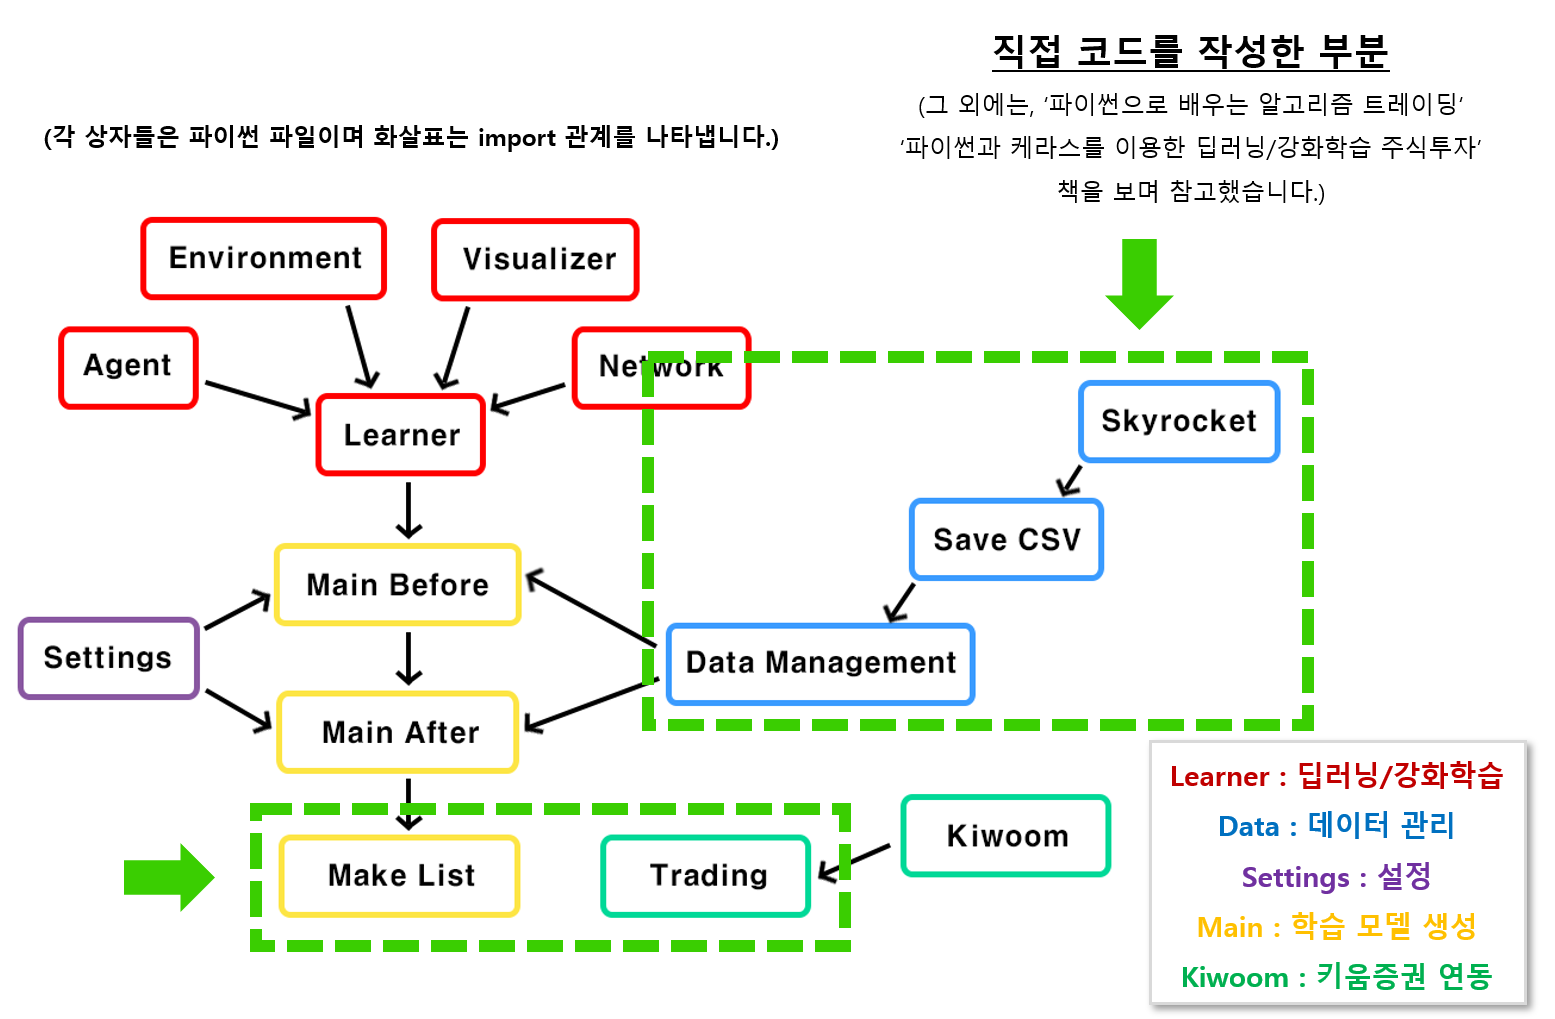 직접 코드를 작성한 부분
(그 외에는, ‘파이썬으로 배우는 알고리즘 트레이딩’
‘파이썬과 케라스를 이용한 딥러닝/강화학습 주식투자’
책을 보며 참고했습니다.)
(각 상자들은 파이썬 파일이며 화살표는 import 관계를 나타냅니다.)
Environment
Visualizer
Agent
Network
Learner
Skyrocket
Save CSV
Main Before
Settings
Data Management
Main After
Make List
Trading
Kiwoom
Learner : 딥러닝/강화학습
Data : 데이터 관리
Settings : 설정
Main : 학습 모델 생성
Kiwoom : 키움증권 연동